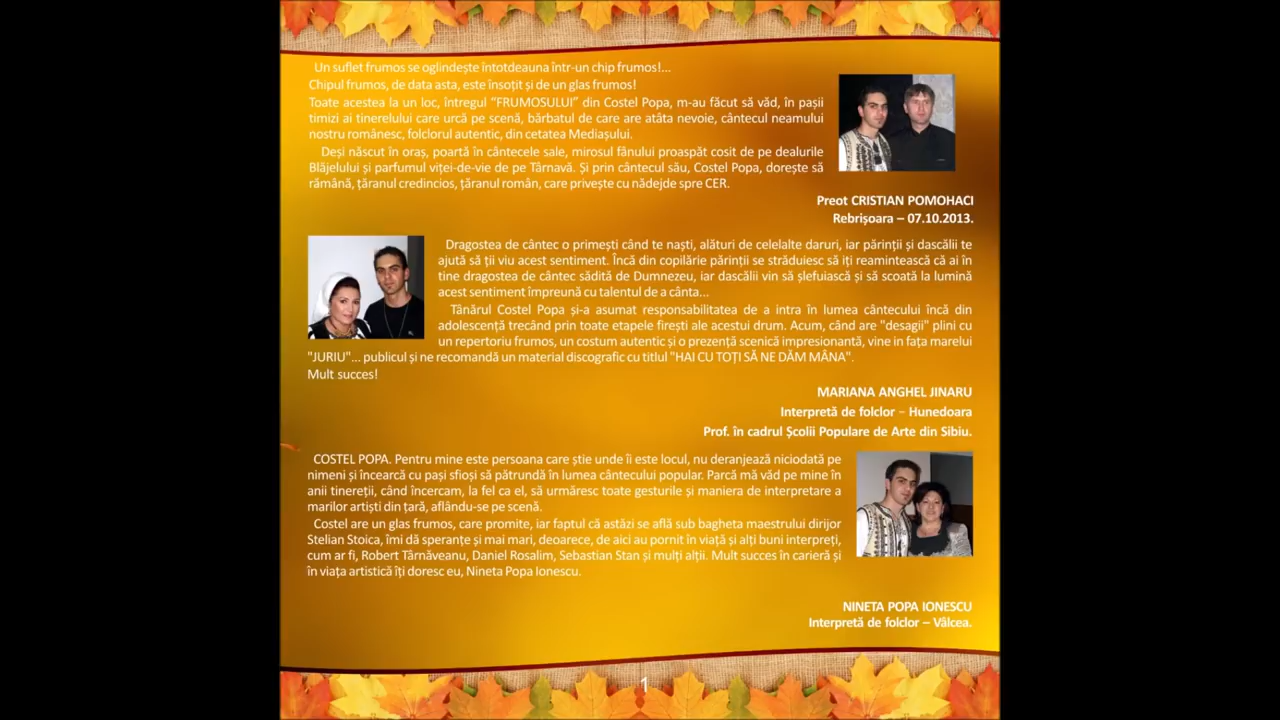 Un suflet frumos se oglindește întotdeauna într-un chip frumos!...
Chipul frumos, de data asta, este însoțit și de un glas frumos!
Toate acestea la un loc, întregul “FRUMOSULUI” din Costel Popa, m-au făcut să văd, în pașii
timizi ai tinerelului care urcă pe scenă, bărbatul de care are atâta nevoie, cântecul neamului
nostru românesc, folclorul autentic, din cetatea Mediașului.
Deși născut în oraș, poartă în cântecele sale, mirosul fânului proaspăt cosit de pe dealurile
Blăjelului și parfumul viței-de-vie de pe Târnavă. Și prin cântecul său, Costel Popa, dorește să
rămână, țăranul credincios, țăranul român, care privește cu nădejde spre CER.
Preot CRISTIAN POMOHACI
Rebrișoara – 07.10.2013.
Dragostea de cântec o primești când te naști, alături de celelalte daruri, iar părinții și dascălii te
ajută să ții viu acest sentiment. Încă din copilărie părinții se străduiesc să iți reamintească că ai în
tine dragostea de cântec sădită de Dumnezeu, iar dascălii vin să șlefuiască și să scoată la lumină
acest sentiment împreună cu talentul de a cânta...
Tânărul Costel Popa și-a asumat responsabilitatea de a intra în lumea cântecului încă din
adolescență trecând prin toate etapele firești ale acestui drum. Acum, când are "desagii" plini cu
un repertoriu frumos, un costum autentic și o prezență scenică impresionantă, vine in fața marelui
"JURIU"... publicul și ne recomandă un material discografic cu titlul "HAI CU TOȚI SĂ NE DĂM MÂNA".
Mult succes!
MARIANA ANGHEL JINARU
Interpretă de folclor – Hunedoara
Prof. în cadrul Școlii Populare de Arte din Sibiu.
COSTEL POPA. Pentru mine este persoana care știe unde îi este locul, nu deranjează niciodată pe
nimeni și încearcă cu pași sfioși să pătrundă în lumea cântecului popular. Parcă mă văd pe mine în
anii tinereții, când încercam, la fel ca el, să urmăresc toate gesturile și maniera de interpretare a
marilor artiști din țară, aflându-se pe scenă.
Costel are un glas frumos, care promite, iar faptul că astăzi se află sub bagheta maestrului dirijor
Stelian Stoica, îmi dă speranțe și mai mari, deoarece, de aici au pornit în viață și alți buni interpreți,
cum ar fi, Robert Târnăveanu, Daniel Rosalim, Sebastian Stan și mulți alții. Mult succes în carieră și
în viața artistică îți doresc eu, Nineta Popa Ionescu.
NINETA POPA IONESCU
Interpretă de folclor – Vâlcea.
1